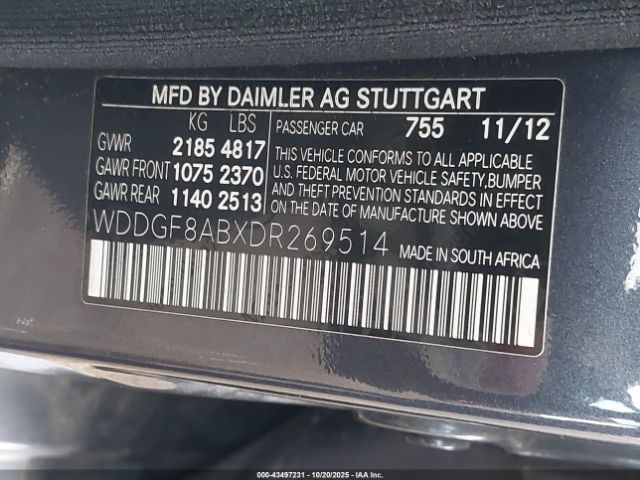 MFD BY DAIMLER AG STUTTGART
KG LBS PASSENGER CAR 755 11/12
GVWR 2185 4817
GAWR FRONT 1075 2370
GAWR REAR 1140 2513
THIS VEHICLE CONFORMS TO ALL APPLICABLE
U.S. FEDERAL MOTOR VEHICLE SAFETY,BUMPER
AND THEFT PREVENTION STANDARDS IN EFFECT
ON THE DATE OF MANUFACTURE SHOWN ABOVE.
WDDGF8ABXDR269514 MADE IN SOUTH AFRICA
000-43497231 - 10/20/2025 - IAA Inc.